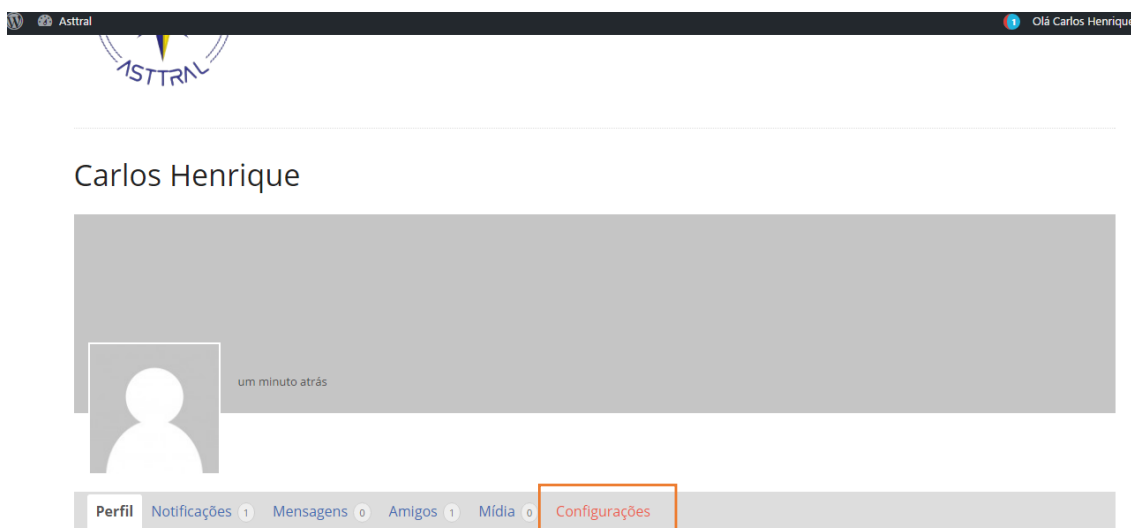 Asttral
1 Olá Carlos Henrique
ASTTRAL
Carlos Henrique
um minuto atrás
Perfil Notificações 1 Mensagens 0 Amigos 1 Mídia 0 Configurações